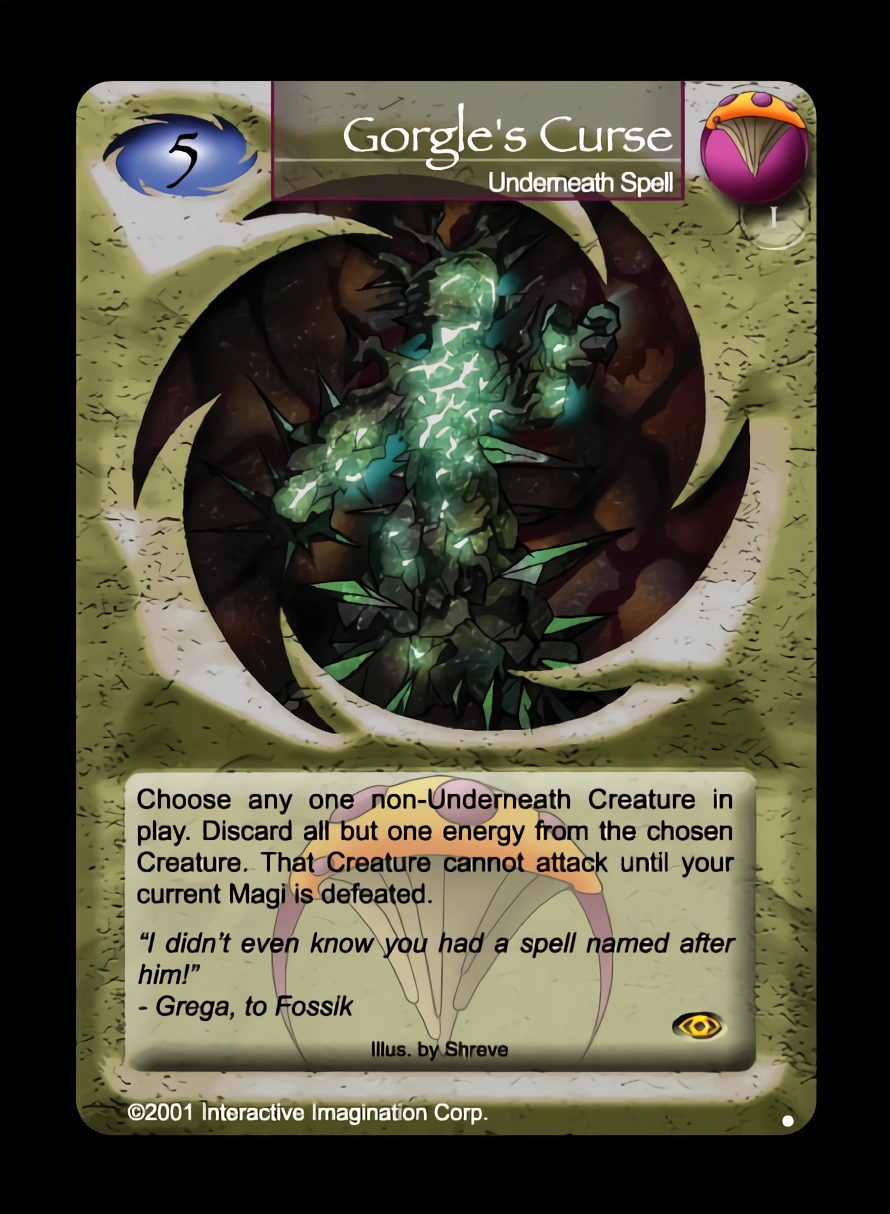 5
Gorgle's Curse
Underneath Spell
I
Choose any one non-Underneath Creature in
play. Discard all but one energy from the chosen
Creature. That Creature cannot attack until your
current Magi is defeated.
“I didn’t even know you had a spell named after
him!”
- Grega, to Fossik
Illus. by Shreve
©2001 Interactive Imagination Corp.